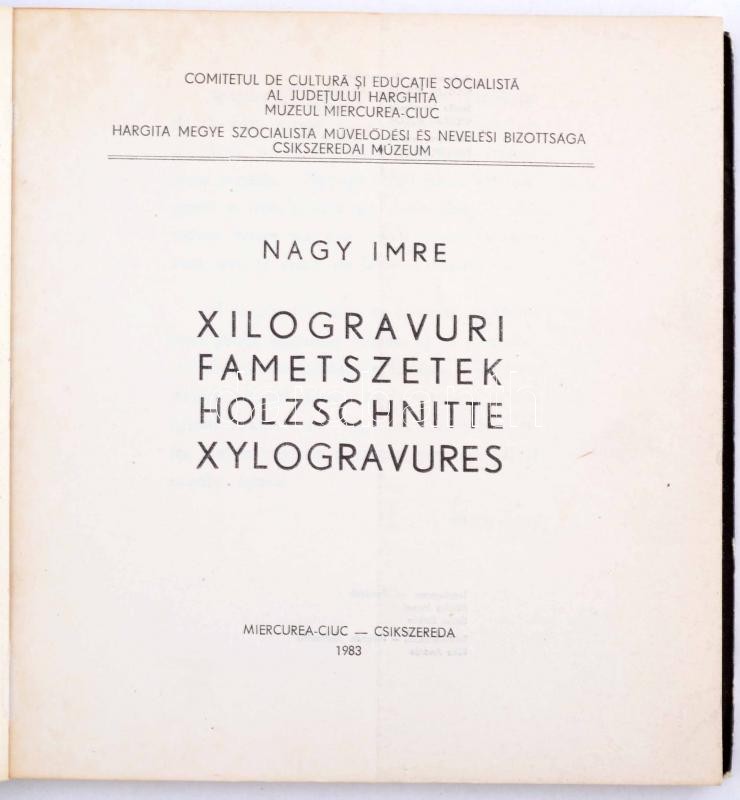 COMITETUL DE CULTURĂ ȘI EDUCAȚIE SOCIALISTĂ
AL JUDEȚULUI HARGHITA
MUZEUL MIERCUREA-CIUC
HARGITA MEGYE SZOCIALISTA MŰVELŐDÉSI ÉS NEVELÉSI BIZOTTSÁGA
CSIKSZEREDAI MÚZEUM
NAGY IMRE
XILOGRAVURI
FAMETSZETEK
HOLZSCHNITTE
XYLOGRAVURES
MIERCUREA-CIUC — CSIKSZEREDA
1983